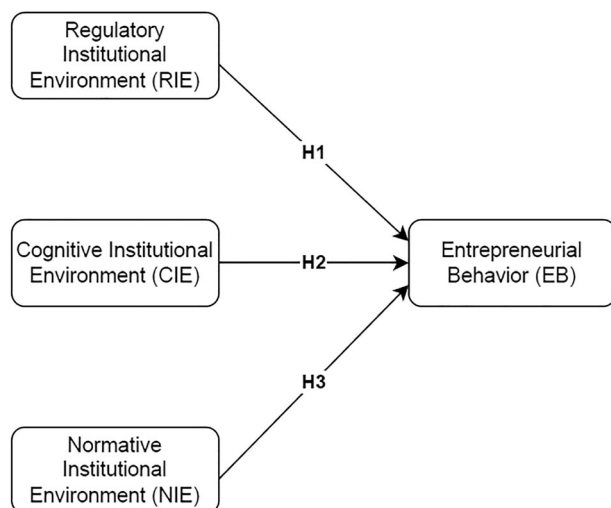 Regulatory
Institutional
Environment (RIE)
H1
Cognitive Institutional
Environment (CIE)
H2
Entrepreneurial
Behavior (EB)
H3
Normative
Institutional
Environment (NIE)